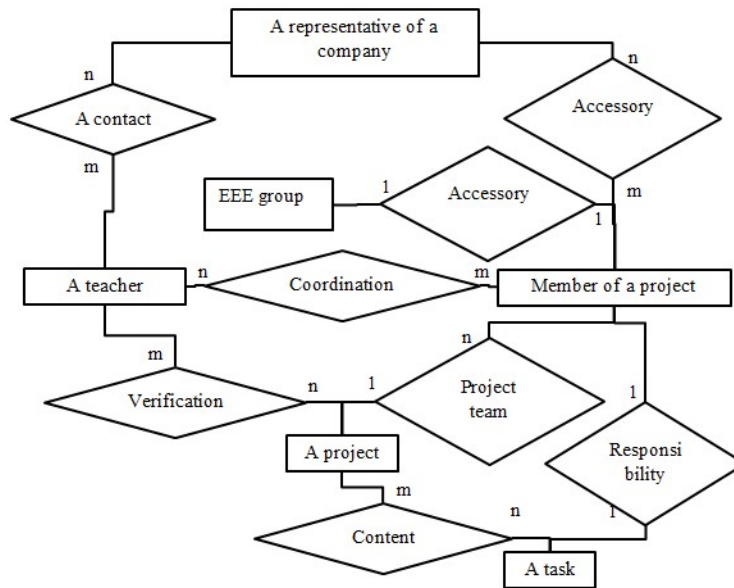 A representative of a
company
n
n
A contact
Accessory
m
m
EEE group
1
Accessory
1
A teacher
n
Coordination
m
Member of a project
m
n
Verification
n
1
Project
team
1
A project
Responsi
bility
m
n
1
Content
A task